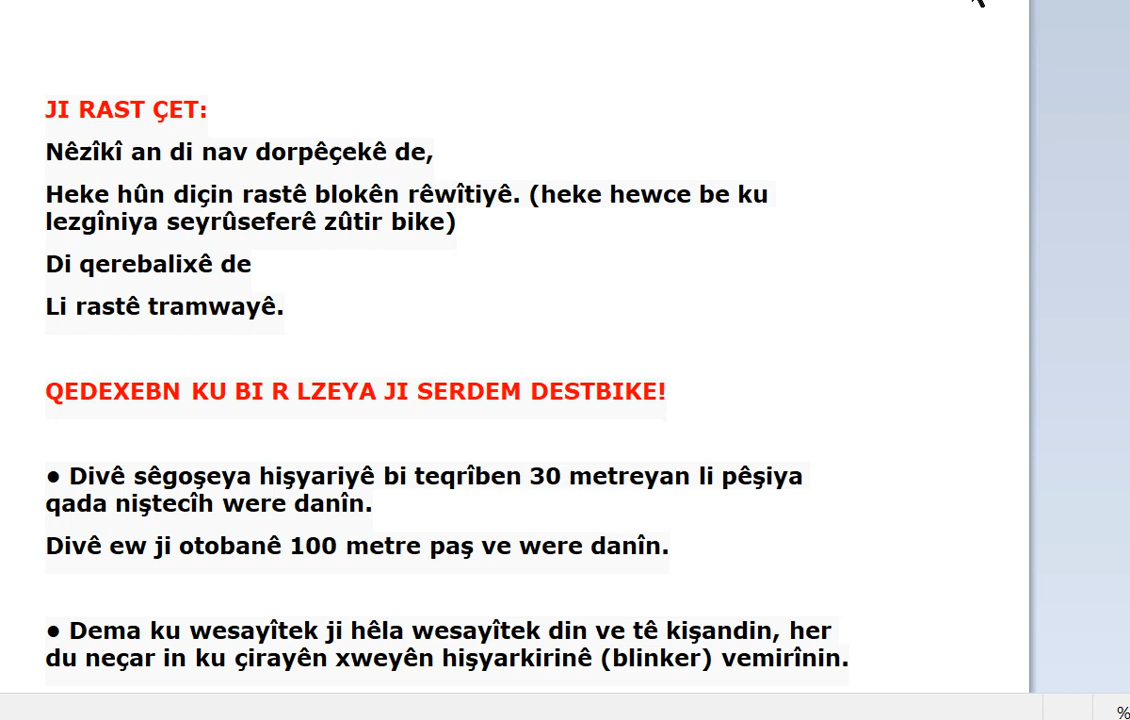 JI RAST ÇET:
Nêzîkî an di nav dorpêçekê de,
Heke hûn diçin rastê blokên rêwîtiyê. (heke hewce be ku
lezgîniya seyrûseferê zûtir bike)
Di qerebalixê de
Li rastê tramwayê.
QEDEXEBN KU BI R LZEYA JI SERDEM DESTBIKE!
• Divê sêgoşeya hişyariyê bi teqrîben 30 metreyan li pêşiya
qada niştecîh were danîn.
Divê ew ji otobanê 100 metre paş ve were danîn.
• Dema ku wesayîtek ji hêla wesayîtek din ve tê kişandin, her
du neçar in ku çirayên xweyên hişyarkirinê (blinker) vemirînin.
%